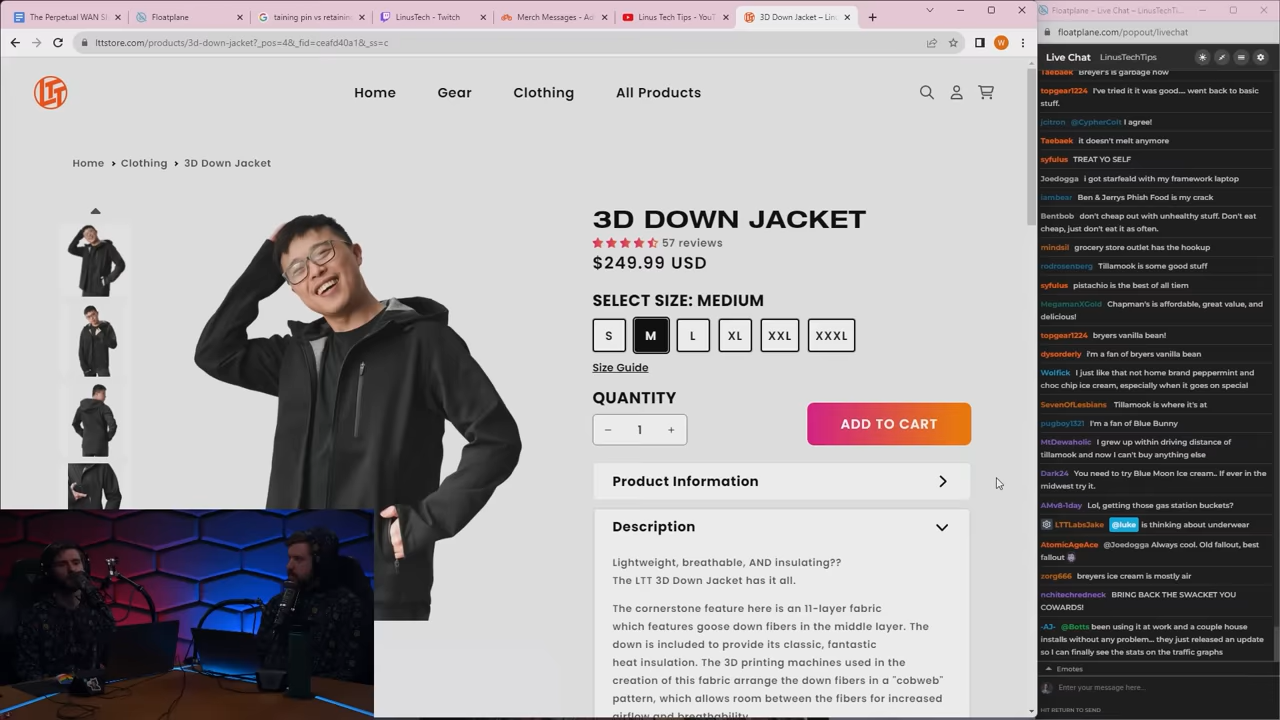 The Perpetual WAN S
Floatplane
taining pin vs retainin
LinusTech - Twitch
Merch Messages - Ad
Linus Tech Tips - YouT
3D Down Jacket – Lin
Floatplane – Live Chat – LinusTechTi...
lttstore.com/products/3d-down-jacket?_pos=4&_fid=ceafd40a1&_ss=c
W
floatplane.com/popout/livechat
LTT
Home
Gear
Clothing
All Products
Home > Clothing > 3D Down Jacket
3D DOWN JACKET
57 reviews
$249.99 USD
SELECT SIZE: MEDIUM
S
M
L
XL
XXL
XXXL
Size Guide
QUANTITY
− 1 +
ADD TO CART
Product Information
Description
Lightweight, breathable, AND insulating??
The LTT 3D Down Jacket has it all.
The cornerstone feature here is an 11-layer fabric
which features goose down fibers in the middle layer. The
down is included to provide its classic, fantastic
heat insulation. The 3D printing machines used in the
creation of this fabric arrange the down fibers in a "cobweb"
pattern, which allows room between the fibers for increased
airflow and breathability.
Live Chat LinusTechTips
Taebaek Breyer's is garbage now
topgear1224 I've tried it it was good.... went back to basic
stuff.
jcitron @CypherColt I agree!
Taebaek it doesn't melt anymore
syfulus TREAT YO SELF
Joedogga i got starfeald with my framework laptop
iambear Ben & Jerrys Phish Food is my crack
Bentbob don't cheap out with unhealthy stuff. Don't eat
cheap, just don't eat it as often.
mindsil grocery store outlet has the hookup
rodrosenberg Tillamook is some good stuff
syfulus pistachio is the best of all tiem
MegamanXGold Chapman's is affordable, great value, and
delicious!
topgear1224 bryers vanilla bean!
dysorderly i'm a fan of bryers vanilla bean
Wolfick I just like that not home brand peppermint and
choc chip ice cream, especially when it goes on special
SevenOfLesbians Tillamook is where it's at
pugboy1321 I'm a fan of Blue Bunny
MtDewaholic I grew up within driving distance of
tillamook and now I can't buy anything else
Dark24 You need to try Blue Moon Ice cream.. If ever in the
midwest try it.
AMv8-1day Lol, getting those gas station buckets?
LTTLabsJake @luke is thinking about underwear
AtomicAgeAce @Joedogga Always cool. Old fallout, best
fallout
zorg666 breyers ice cream is mostly air
nchitechredneck BRING BACK THE SWACKET YOU
COWARDS!
-AJ- @Botts been using it at work and a couple house
installs without any problem... they just released an update
so I can finally see the stats on the traffic graphs
Emotes
Enter your message here...
HIT RETURN TO SEND